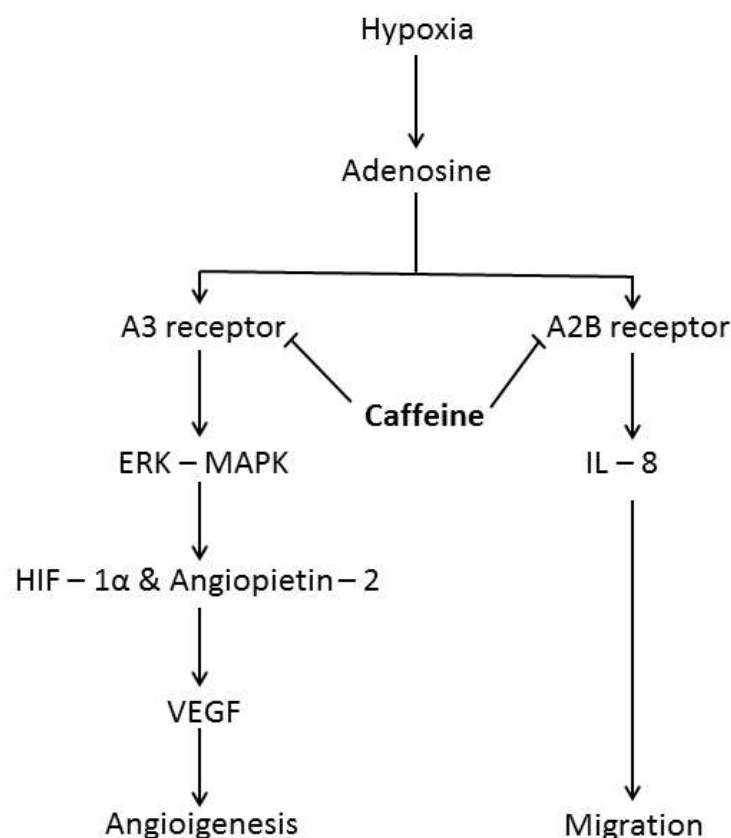 Hypoxia
Adenosine
A3 receptor
A2B receptor
Caffeine
ERK – MAPK
IL – 8
HIF – 1α & Angiopietin – 2
VEGF
Angioigenesis
Migration